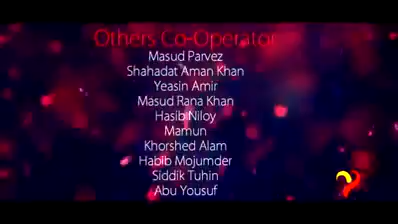 Others Co-Operator
Masud Parvez
Shahadat Aman Khan
Yeasin Amir
Masud Rana Khan
Hasib Niloy
Mamun
Khorshed Alam
Habib Mojumder
Siddik Tuhin
Abu Yousuf